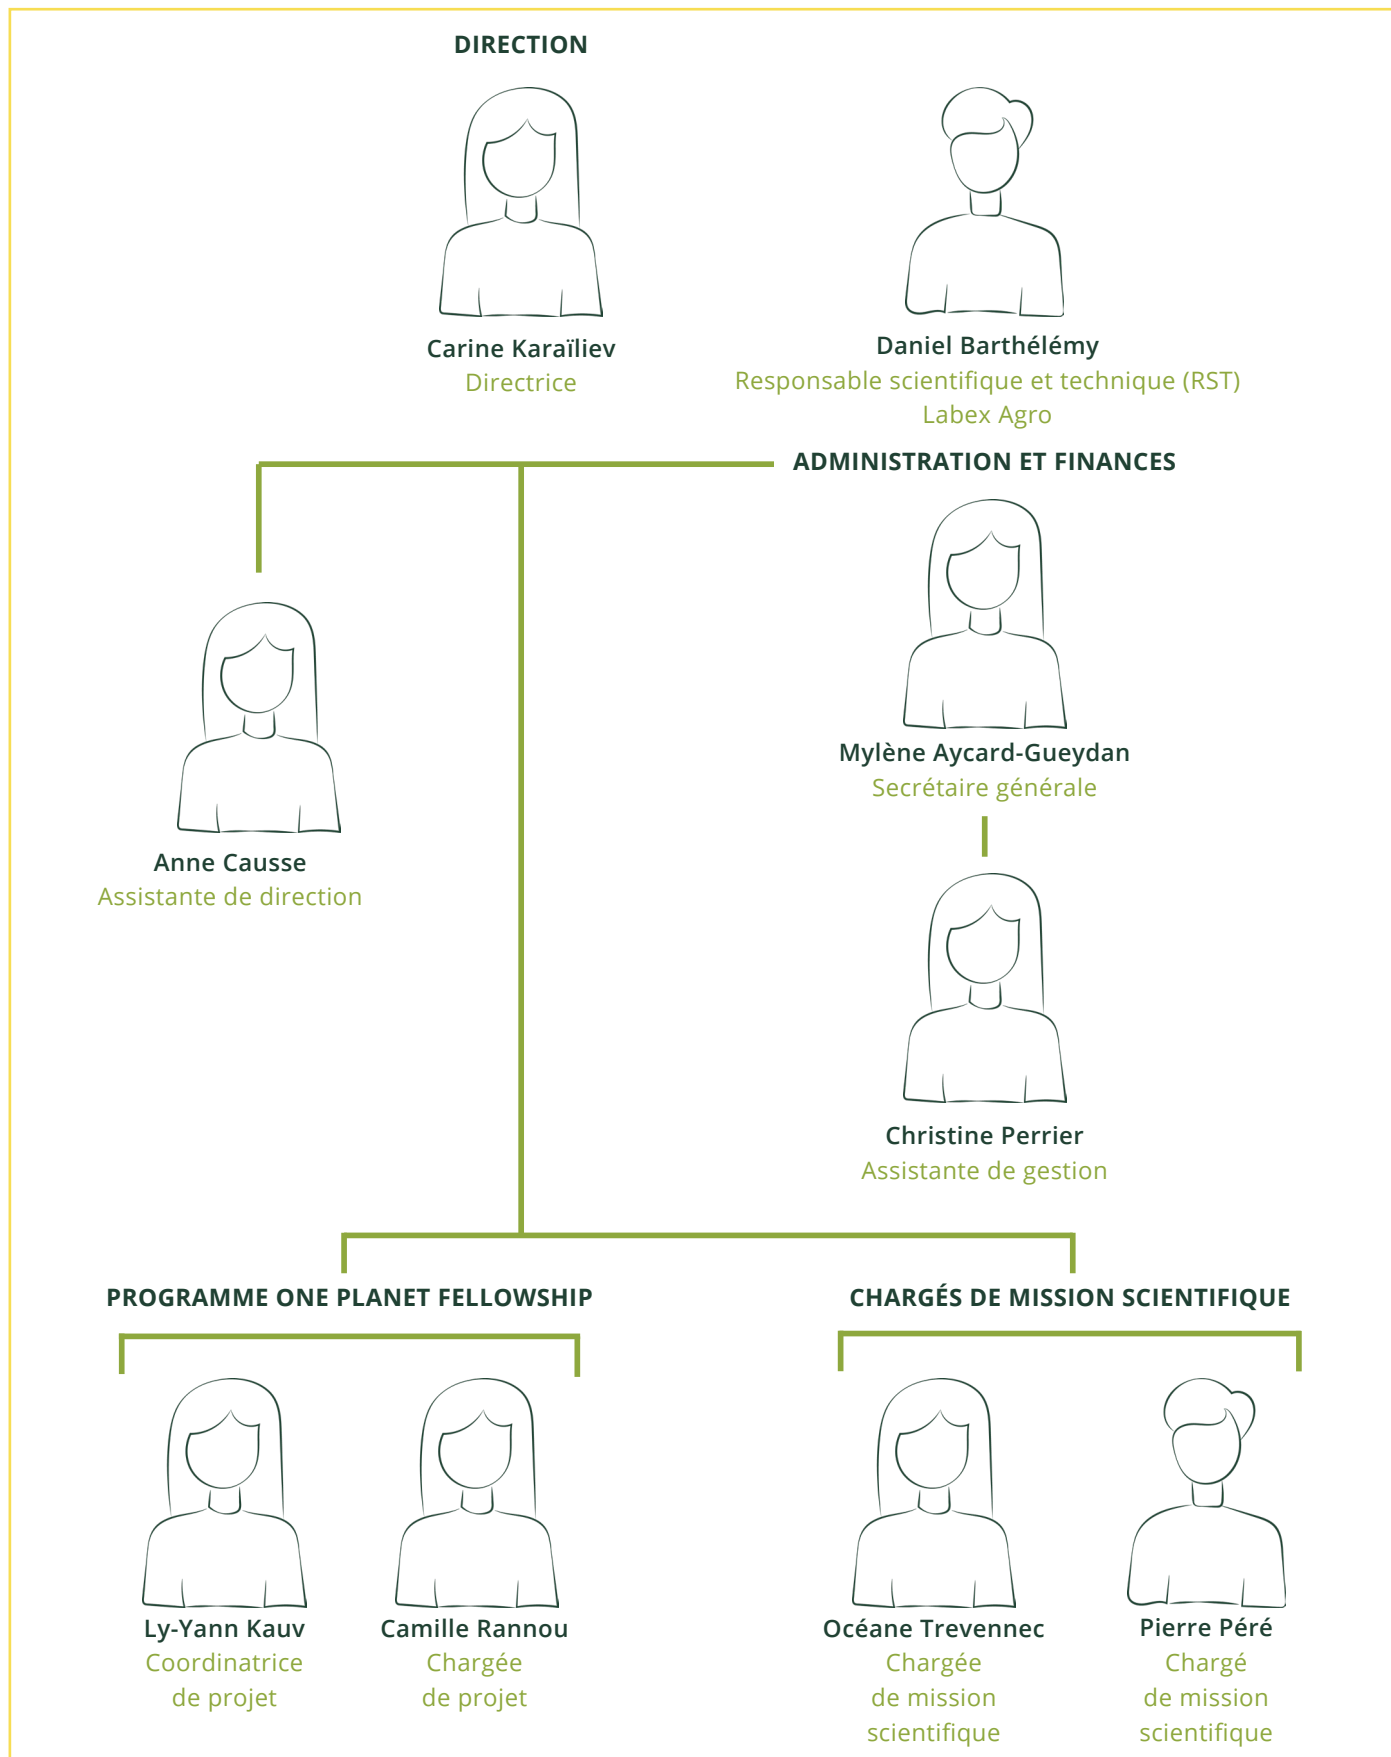 DIRECTION
Carine Karaïliev
Directrice
Daniel Barthélémy
Responsable scientifique et technique (RST)
Labex Agro
ADMINISTRATION ET FINANCES
Mylène Aycard-Gueydan
Secrétaire générale
Anne Causse
Assistante de direction
Christine Perrier
Assistante de gestion
PROGRAMME ONE PLANET FELLOWSHIP
Ly-Yann Kauv
Coordinatrice
de projet
Camille Rannou
Chargée
de projet
CHARGÉS DE MISSION SCIENTIFIQUE
Océane Trevennec
Chargée
de mission
scientifique
Pierre Péré
Chargé
de mission
scientifique